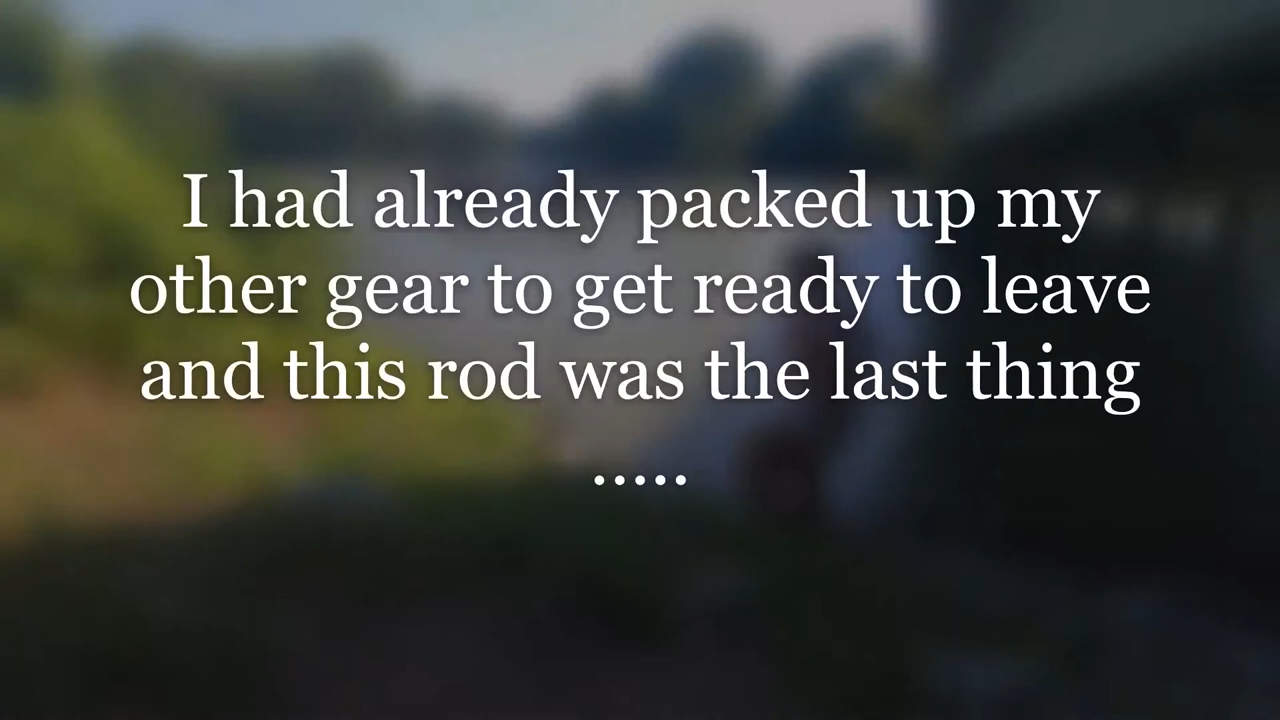 I had already packed up my
other gear to get ready to leave
and this rod was the last thing
.....